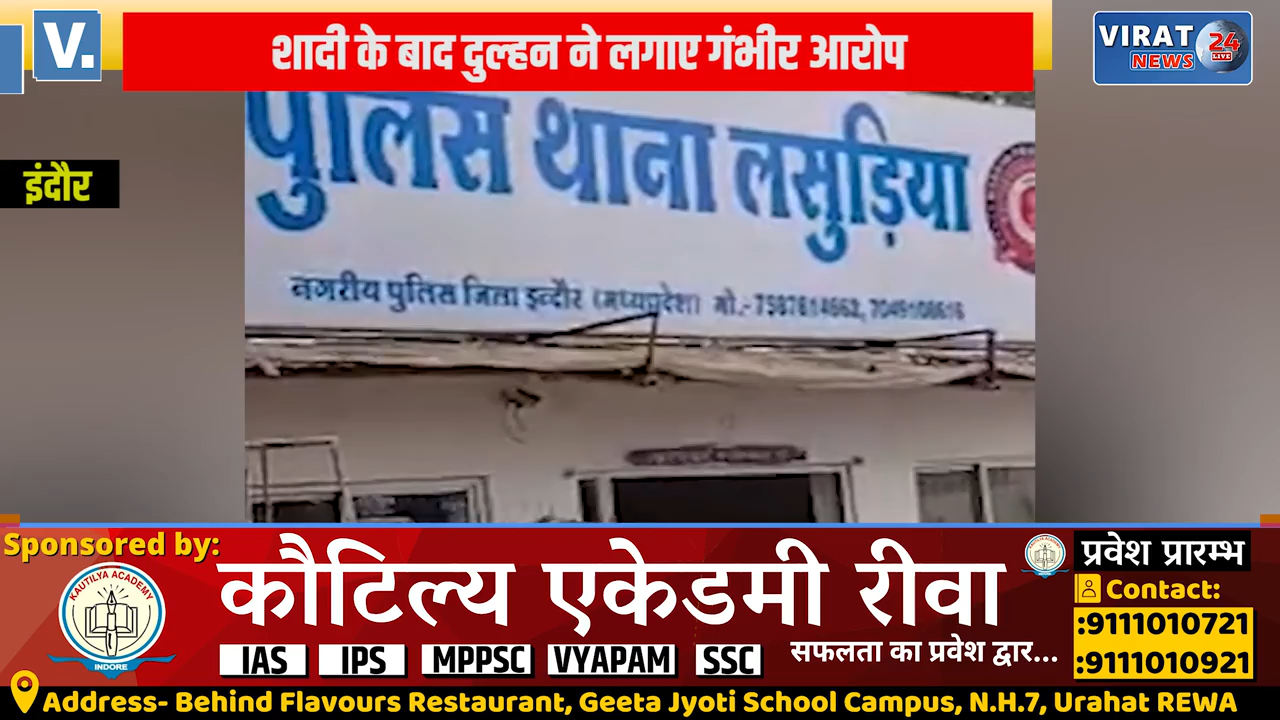 V.
शादी के बाद दुल्हन ने लगाए गंभीर आरोप
VIRAT
24
NEWS
LIVE
इंदौर
पुलिस थाना लसुड़िया
नगरीय पुलिस जिला इन्दौर (मध्यप्रदेश) मो.-
Sponsored by:
KAUTILYA ACADEMY
INDORE
कौटिल्य एकेडमी रीवा
IAS IPS MPPSC VYAPAM SSC
सफलता का प्रवेश द्वार...
प्रवेश प्रारम्भ
Contact:
:9111010721
:9111010921
Address- Behind Flavours Restaurant, Geeta Jyoti School Campus, N.H.7, Urahat REWA